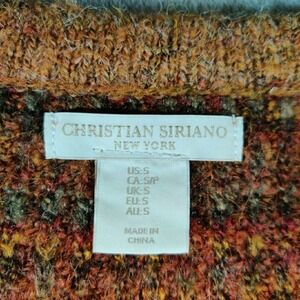 CHRISTIAN SIRIANO
NEW YORK
US:S
CA:S/P
UK:S
EU:S
AU:S
MADE IN
CHINA